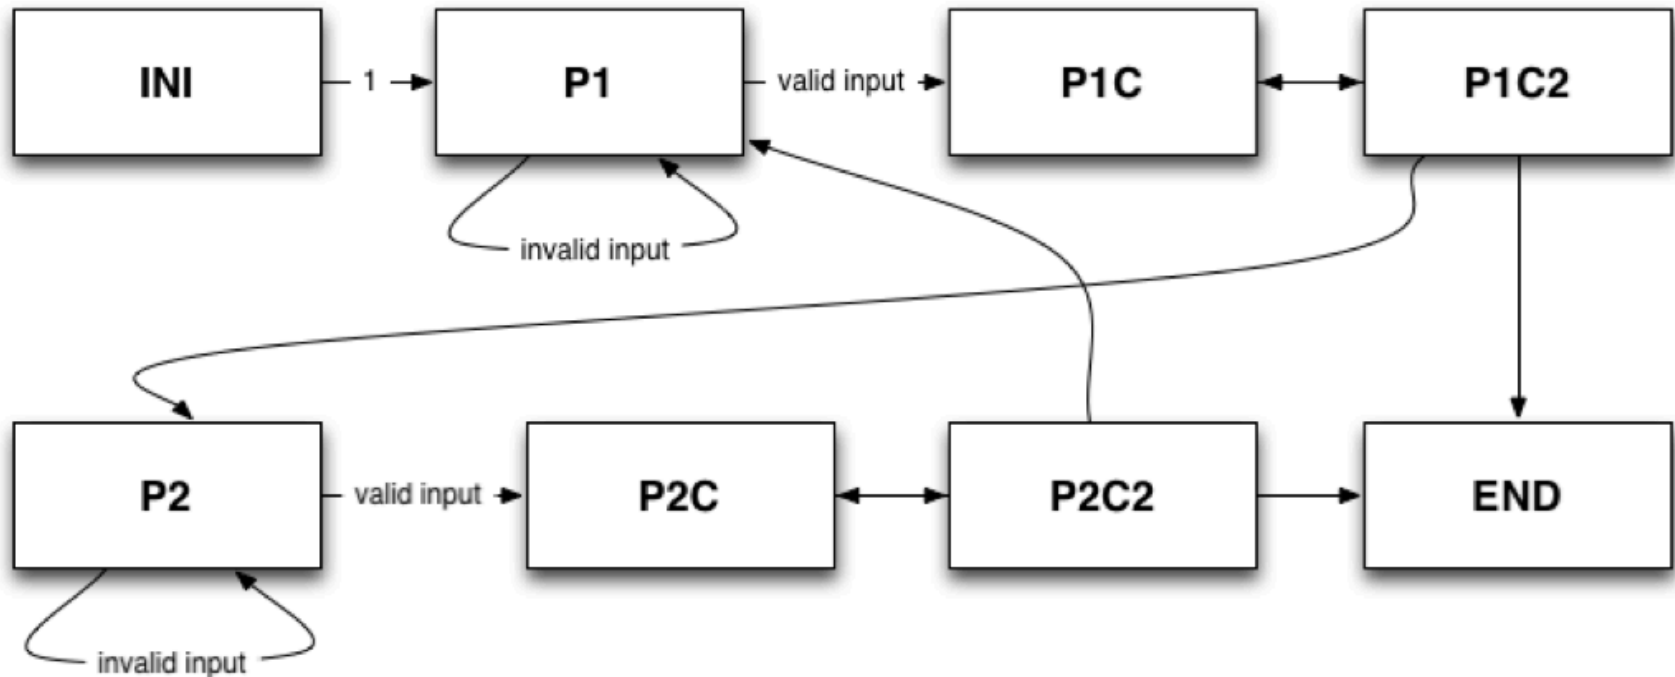 INI
1
P1
valid input
P1C
P1C2
invalid input
P2
valid input
P2C
P2C2
END
invalid input